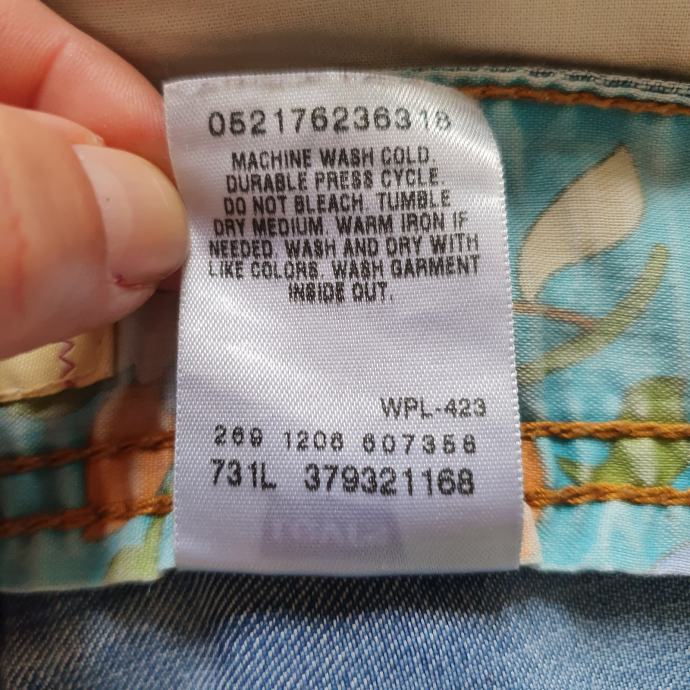 052176236318
MACHINE WASH COLD.
DURABLE PRESS CYCLE.
DO NOT BLEACH. TUMBLE
DRY MEDIUM. WARM IRON IF
NEEDED. WASH AND DRY WITH
LIKE COLORS. WASH GARMENT
INSIDE OUT.
WPL-423
269 1206 607356
731L 379321168